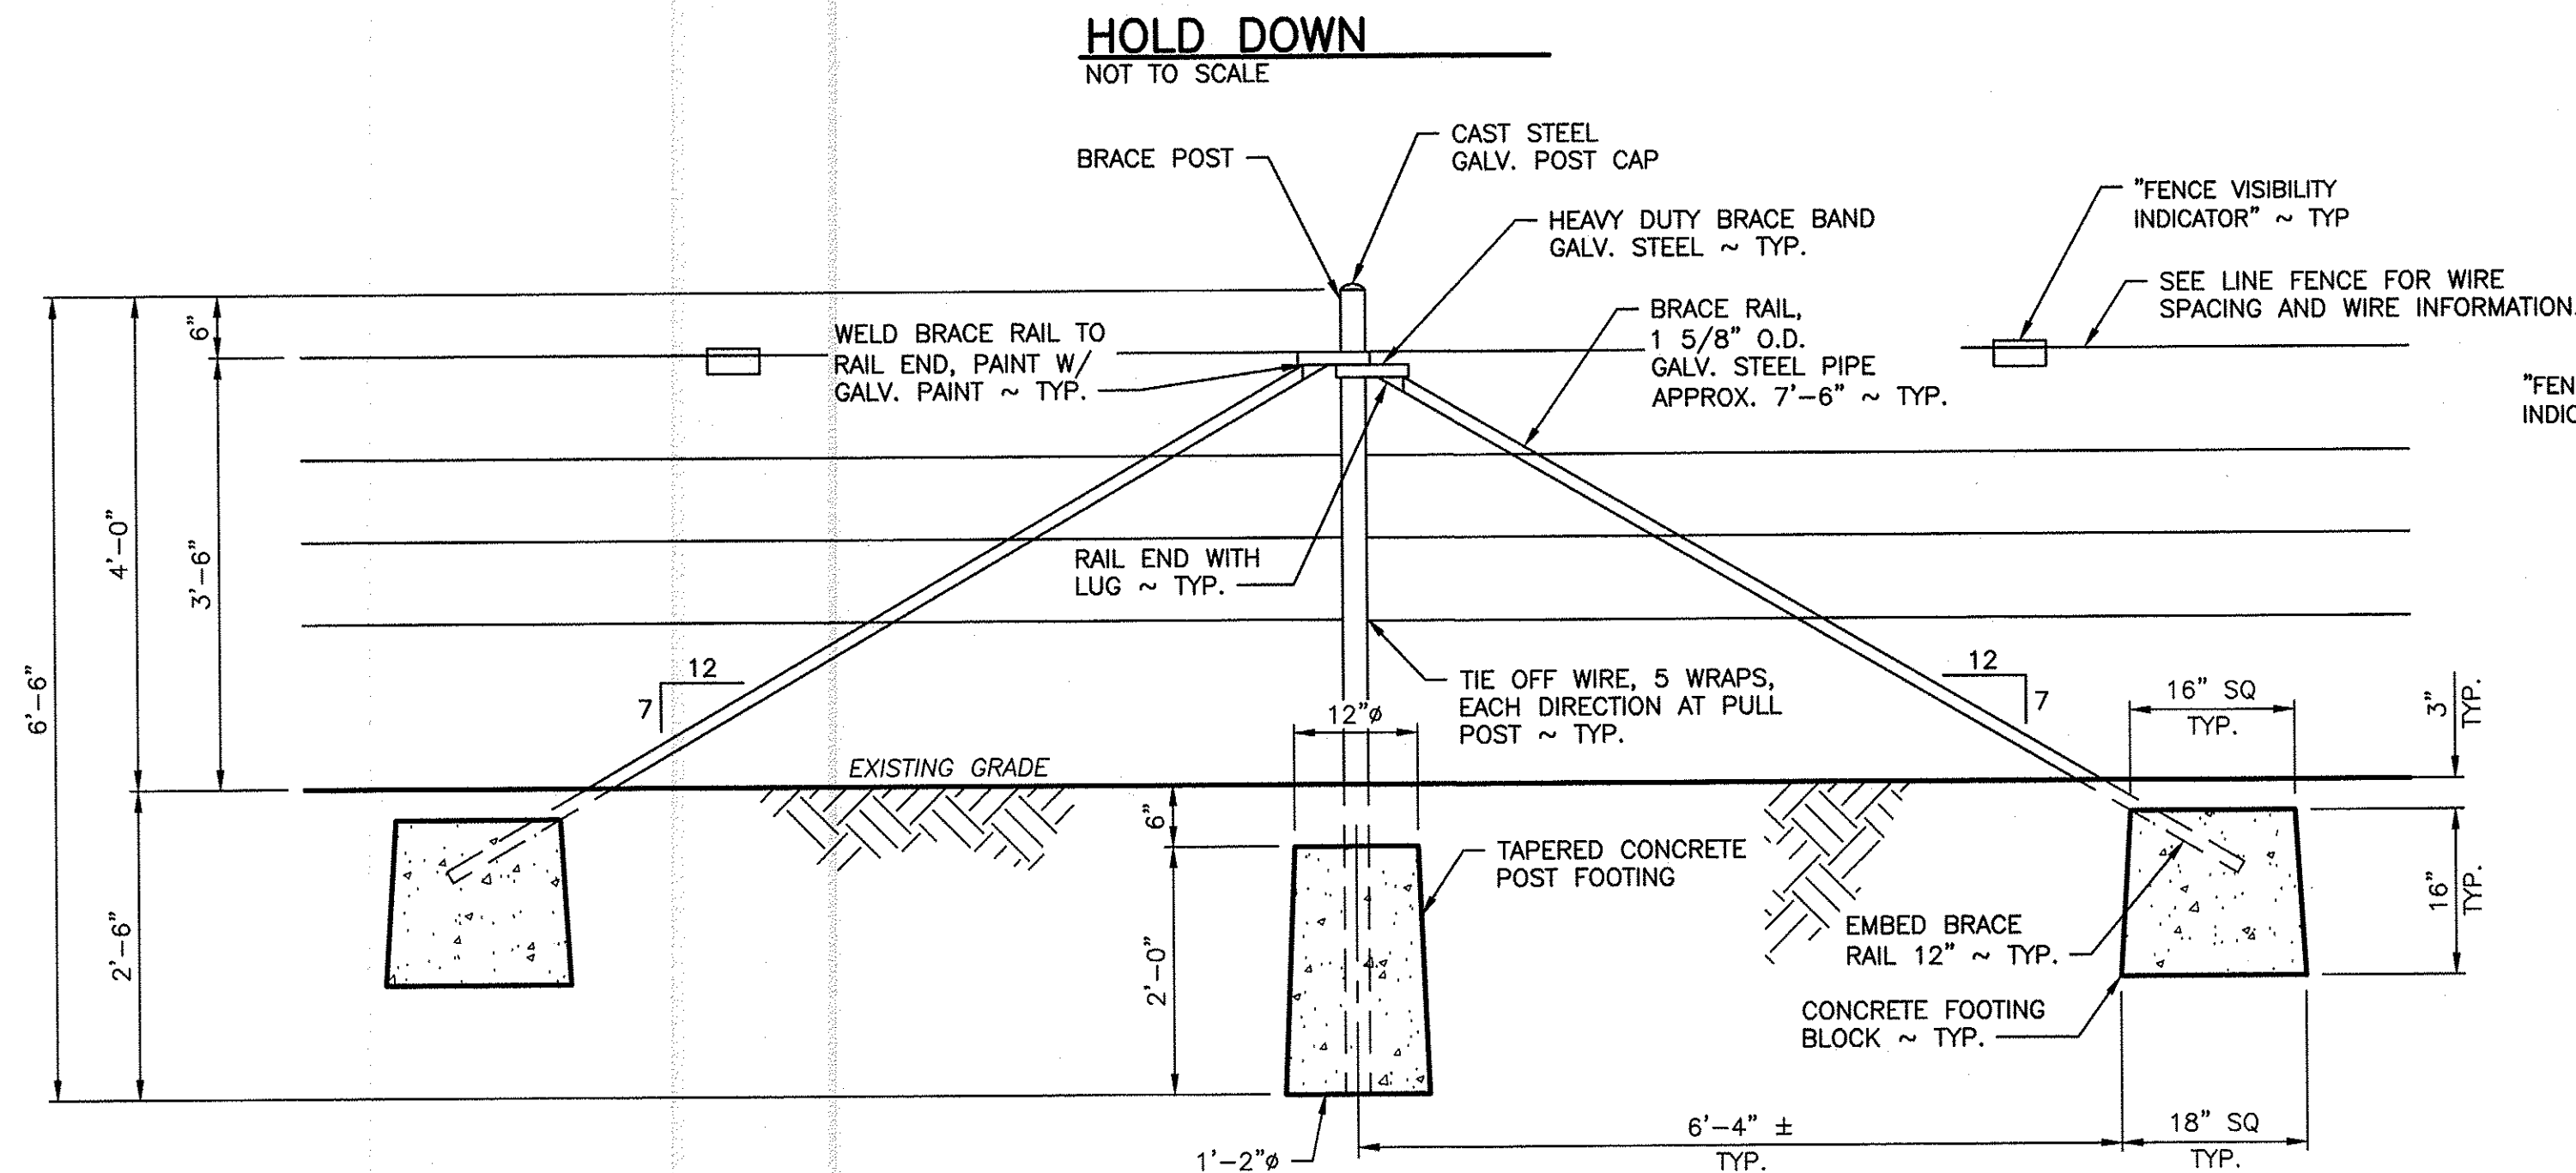 HOLD DOWN
NOT TO SCALE
BRACE POST
CAST STEEL
GALV. POST CAP
"FENCE VISIBILITY
INDICATOR" ~ TYP
HEAVY DUTY BRACE BAND
GALV. STEEL ~ TYP.
SEE LINE FENCE FOR WIRE
SPACING AND WIRE INFORMATION.
BRACE RAIL,
1 5/8" O.D.
GALV. STEEL PIPE
APPROX. 7'-6" ~ TYP.
WELD BRACE RAIL TO
RAIL END, PAINT W/
GALV. PAINT ~ TYP.
"FEN
INDIC
6"
4'-0"
3'-6"
6'-6"
2'-6"
RAIL END WITH
LUG ~ TYP.
12
7
12
7
TIE OFF WIRE, 5 WRAPS,
EACH DIRECTION AT PULL
POST ~ TYP.
12"ø
16" SQ
TYP.
3"
TYP.
EXISTING GRADE
6"
2'-0"
TAPERED CONCRETE
POST FOOTING
EMBED BRACE
RAIL 12" ~ TYP.
16"
TYP.
CONCRETE FOOTING
BLOCK ~ TYP.
1'-2"ø
6'-4" ±
TYP.
18" SQ
TYP.